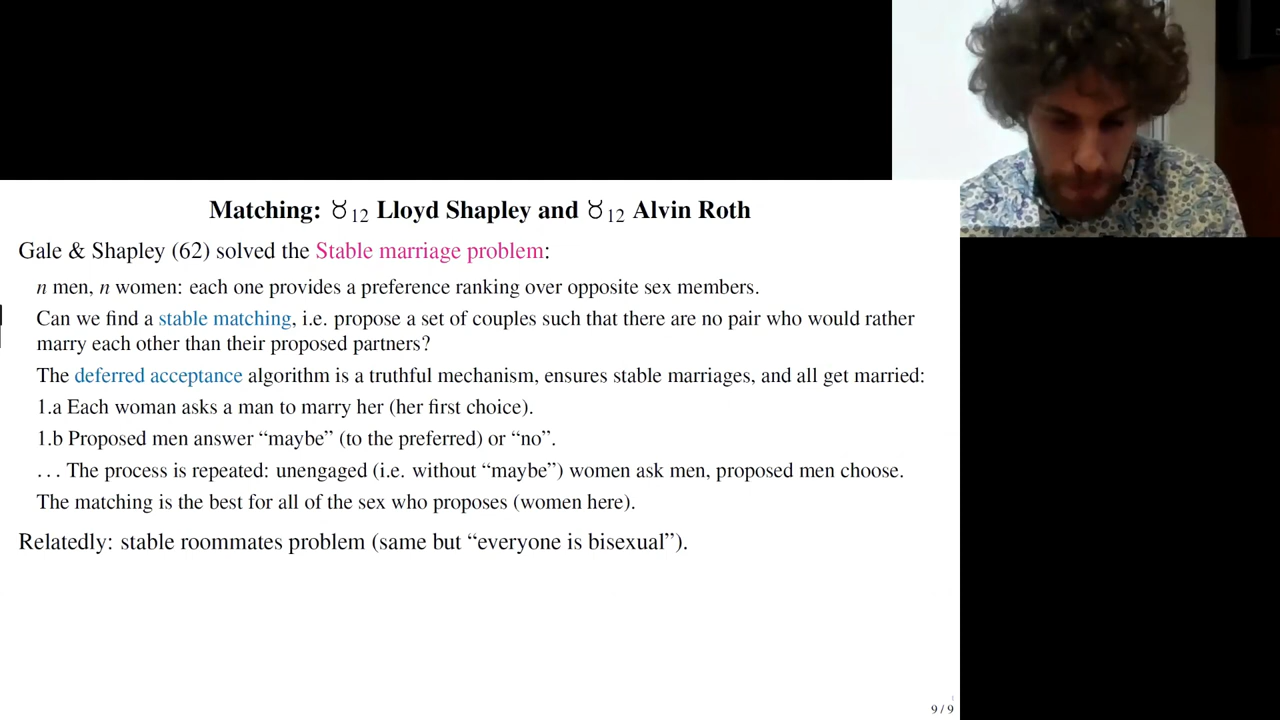 Matching: ♉12 Lloyd Shapley and ♉12 Alvin Roth
Gale & Shapley (62) solved the Stable marriage problem:
n men, n women: each one provides a preference ranking over opposite sex members.
Can we find a stable matching, i.e. propose a set of couples such that there are no pair who would rather
marry each other than their proposed partners?
The deferred acceptance algorithm is a truthful mechanism, ensures stable marriages, and all get married:
1.a Each woman asks a man to marry her (her first choice).
1.b Proposed men answer “maybe” (to the preferred) or “no”.
… The process is repeated: unengaged (i.e. without “maybe”) women ask men, proposed men choose.
The matching is the best for all of the sex who proposes (women here).
Relatedly: stable roommates problem (same but “everyone is bisexual”).
9 / 9